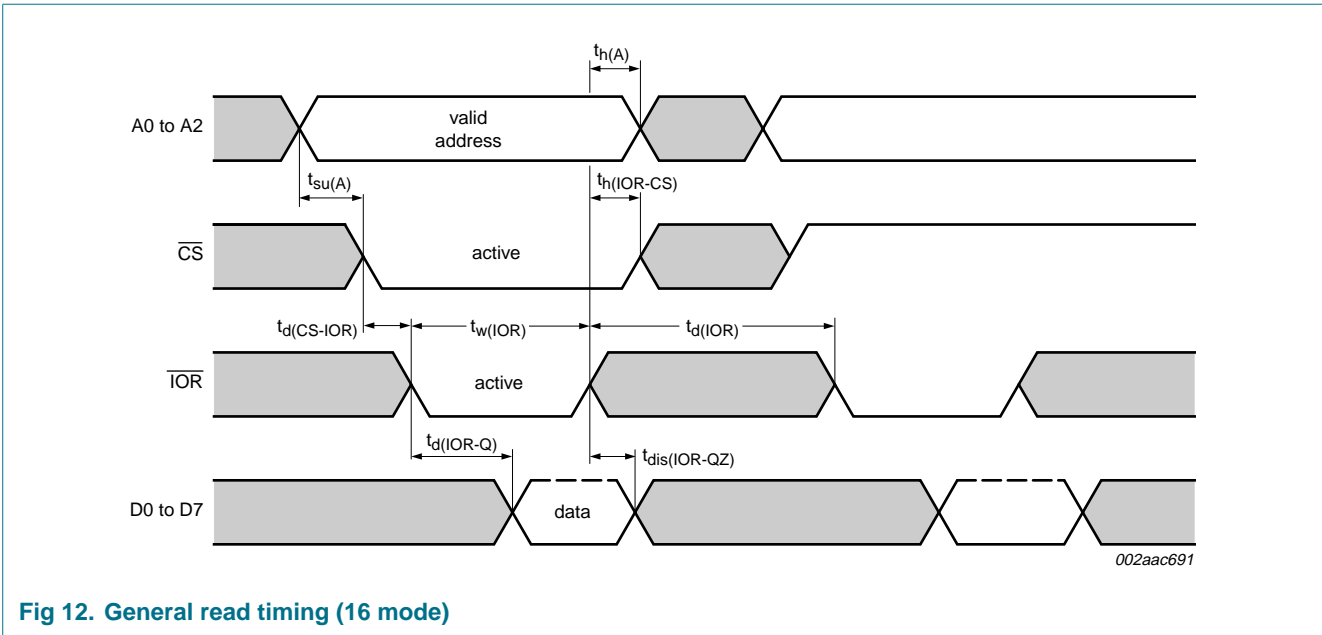 th(A)
A0 to A2
valid
address
tsu(A)
th(IOR-CS)
CS
active
td(CS-IOR)
tw(IOR)
td(IOR)
IOR
active
td(IOR-Q)
tdis(IOR-QZ)
D0 to D7
data
002aac691
Fig 12. General read timing (16 mode)